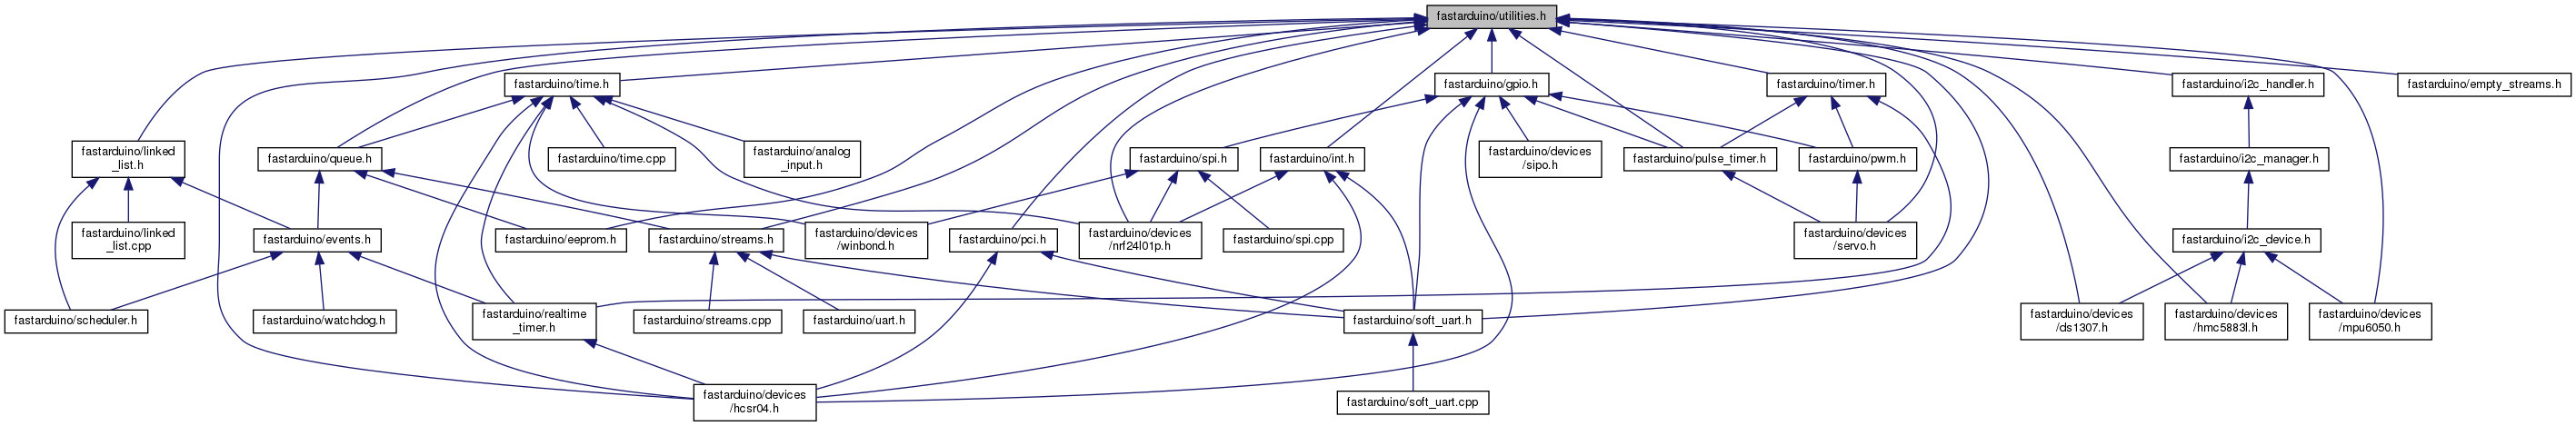 fastarduino/utilities.h
fastarduino/time.h
fastarduino/gpio.h
fastarduino/timer.h
fastarduino/i2c_handler.h
fastarduino/empty_streams.h
fastarduino/linked
_list.h
fastarduino/queue.h
fastarduino/time.cpp
fastarduino/analog
_input.h
fastarduino/spi.h
fastarduino/int.h
fastarduino/devices
/sipo.h
fastarduino/pulse_timer.h
fastarduino/pwm.h
fastarduino/i2c_manager.h
fastarduino/linked
_list.cpp
fastarduino/events.h
fastarduino/eeprom.h
fastarduino/streams.h
fastarduino/devices
/winbond.h
fastarduino/pci.h
fastarduino/devices
/nrf24l01p.h
fastarduino/spi.cpp
fastarduino/devices
/servo.h
fastarduino/i2c_device.h
fastarduino/scheduler.h
fastarduino/watchdog.h
fastarduino/realtime
_timer.h
fastarduino/streams.cpp
fastarduino/uart.h
fastarduino/soft_uart.h
fastarduino/devices
/ds1307.h
fastarduino/devices
/hmc5883l.h
fastarduino/devices
/mpu6050.h
fastarduino/devices
/hcsr04.h
fastarduino/soft_uart.cpp